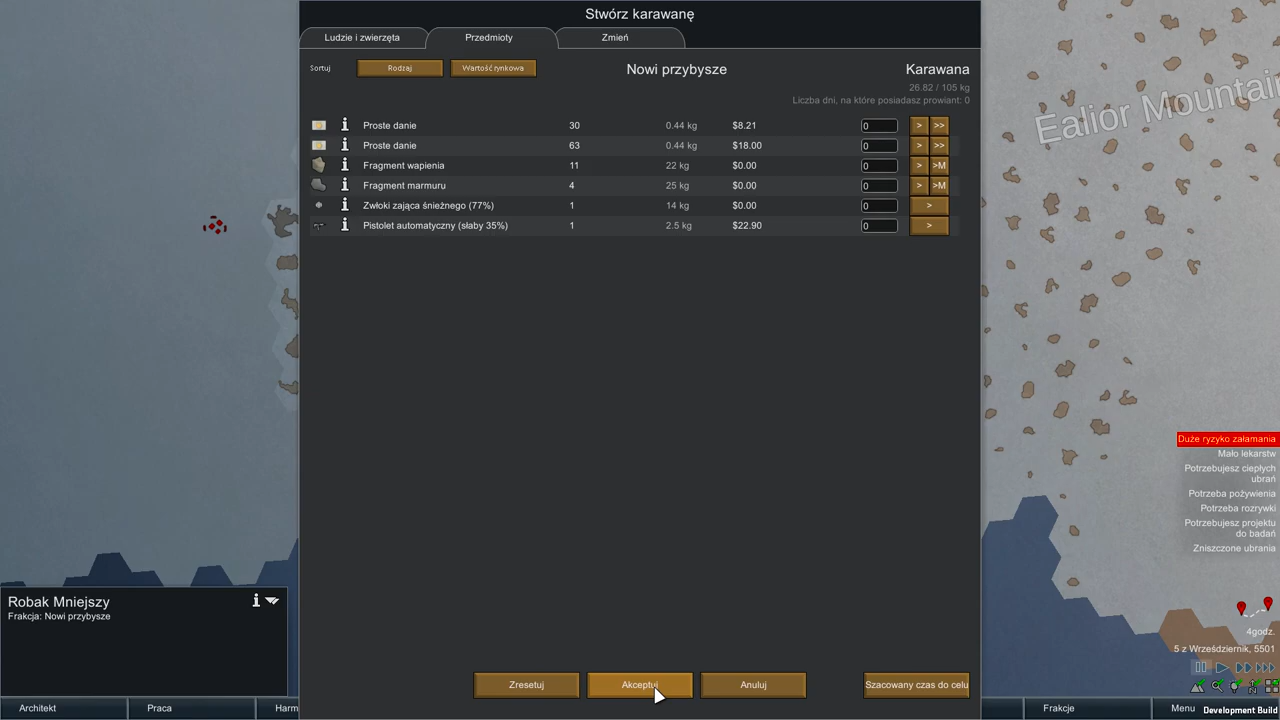 Stwórz karawanę
Ludzie i zwierzęta Przedmioty Zmień
Sortuj Rodzaj Wartość rynkowa Nowi przybysze Karawana
26.82 / 105 kg
Liczba dni, na które posiadasz prowiant: 0
Proste danie 30 0.44 kg $8.21 0 > >>
Proste danie 63 0.44 kg $18.00 0 > >>
Fragment wapienia 11 22 kg $0.00 0 > >M
Fragment marmuru 4 25 kg $0.00 0 > >M
Zwłoki zająca śnieżnego (77%) 1 14 kg $0.00 0 >
Pistolet automatyczny (słaby 35%) 1 2.5 kg $22.90 0 >
Ealior Mountain
Duże ryzyko załamania
Mało lekarstw
Potrzebujesz ciepłych
ubrań
Potrzeba pożywienia
Potrzeba rozrywki
Potrzebujesz projektu
do badań
Zniszczone ubrania
Robak Mniejszy
Frakcja: Nowi przybysze
4godz.
5 z Wrześdziernik, 5501
Zresetuj Akceptuj Anuluj Szacowany czas do celu
Architekt Praca Harm Frakcje Menu Development Build